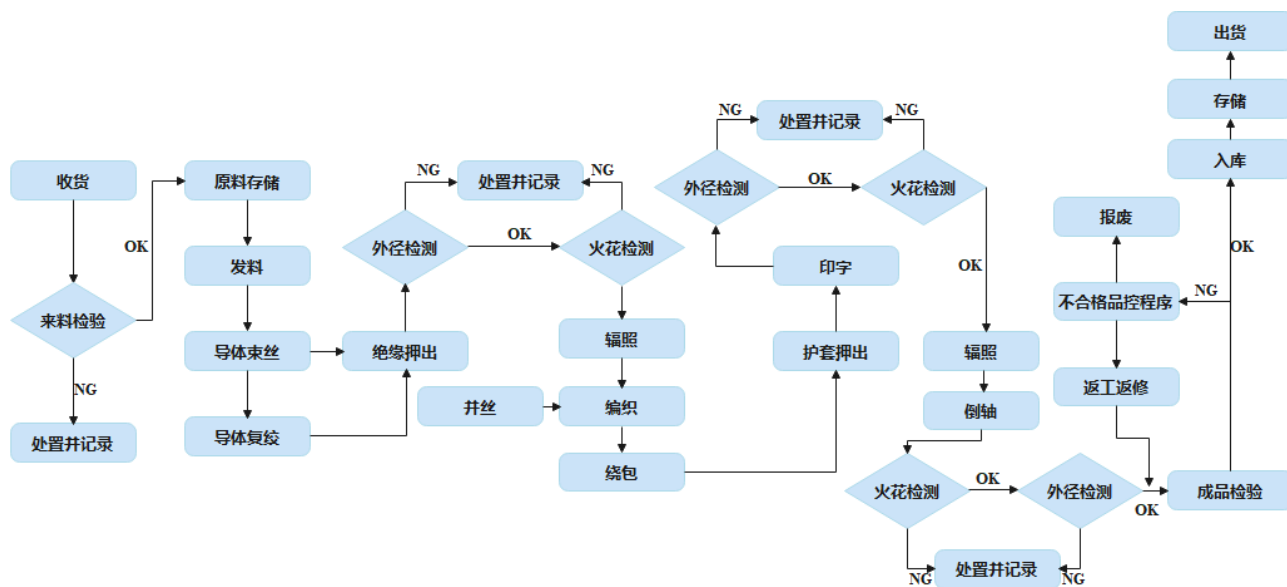 收货
来料检验
OK
NG
处置并记录
原料存储
发料
导体束丝
导体复绞
绝缘押出
外径检测
NG
处置并记录
NG
OK
火花检测
辐照
并丝
编织
绕包
护套押出
印字
外径检测
NG
处置并记录
NG
OK
火花检测
OK
辐照
倒轴
火花检测
OK
外径检测
NG
处置并记录
NG
OK
成品检验
NG
不合格品控程序
报废
返工返修
OK
入库
存储
出货